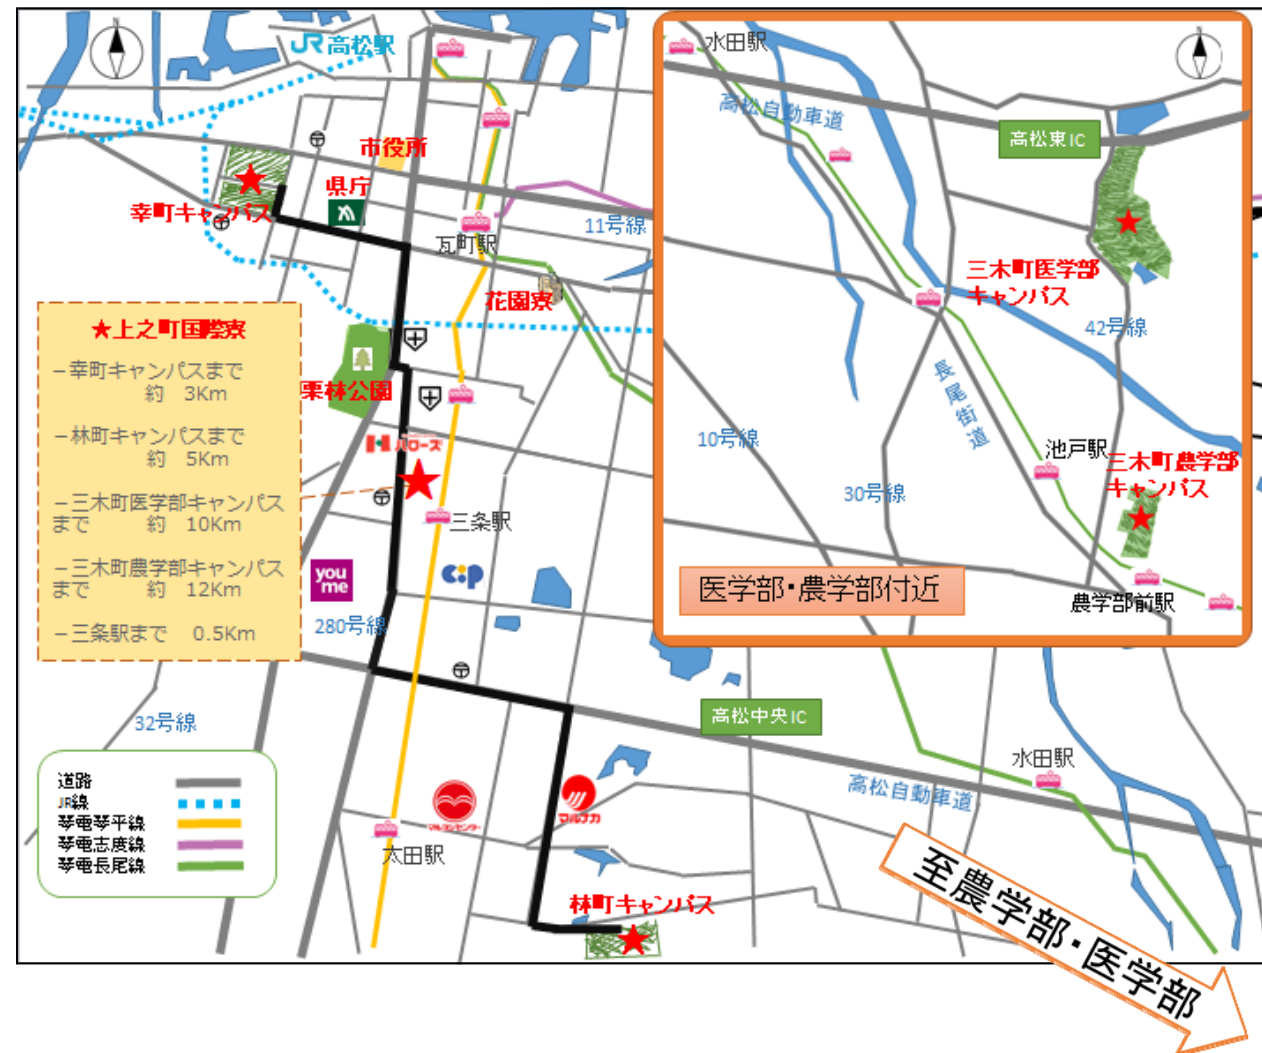 JR高松駅
市役所
県庁
幸町キャンパス
瓦町駅
11号線
花園寮
★上之町国際寮
－幸町キャンパスまで
約 3Km
－林町キャンパスまで
約 5Km
－三木町医学部キャンパス
まで 約 10Km
－三木町農学部キャンパス
まで 約 12Km
－三条駅まで 0.5Km
栗林公園
ハローズ
三条駅
you
me
280号線
32号線
道路
JR線
琴電琴平線
琴電志度線
琴電長尾線
マルヨシセンター
マルナカ
太田駅
林町キャンパス
高松中央IC
水田駅
高松自動車道
至農学部・医学部
水田駅
高松自動車道
高松東IC
三木町医学部
キャンパス
42号線
長尾街道
10号線
30号線
池戸駅
三木町農学部
キャンパス
農学部前駅
医学部・農学部付近